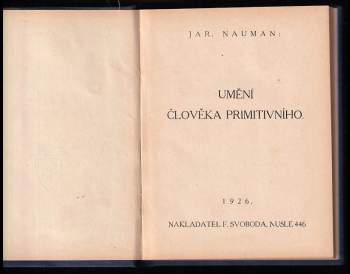 JAR. NAUMAN:
UMĚNÍ
ČLOVĚKA PRIMITIVNÍHO.
1926.
NAKLADATEL F. SVOBODA, NUSLE 446